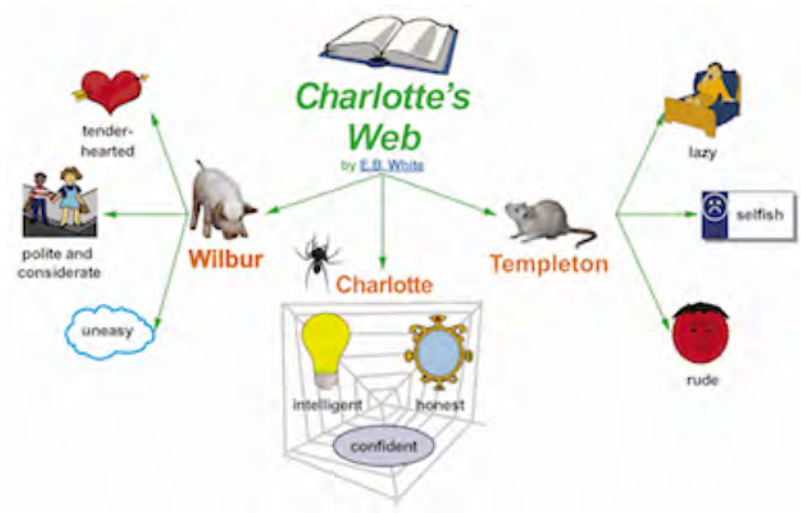 Charlotte's
Web
by E.B. White
tender-
hearted
polite and
considerate
uneasy
Wilbur
Charlotte
intelligent
honest
confident
Templeton
lazy
selfish
rude